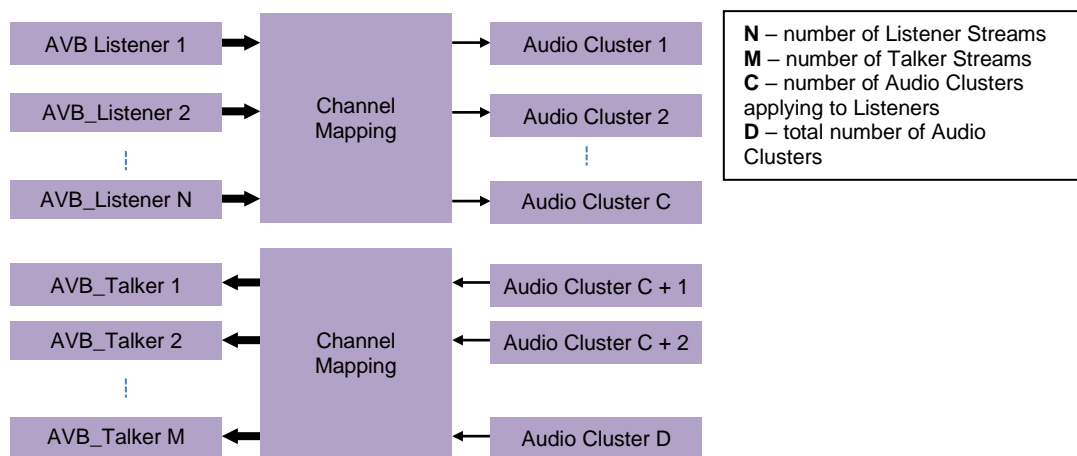 AVB Listener 1
AVB_Listener 2
AVB_Listener N
Channel
Mapping
Audio Cluster 1
Audio Cluster 2
Audio Cluster C
N – number of Listener Streams
M – number of Talker Streams
C – number of Audio Clusters
applying to Listeners
D – total number of Audio
Clusters
AVB_Talker 1
AVB_Talker 2
AVB_Talker M
Channel
Mapping
Audio Cluster C + 1
Audio Cluster C + 2
Audio Cluster D